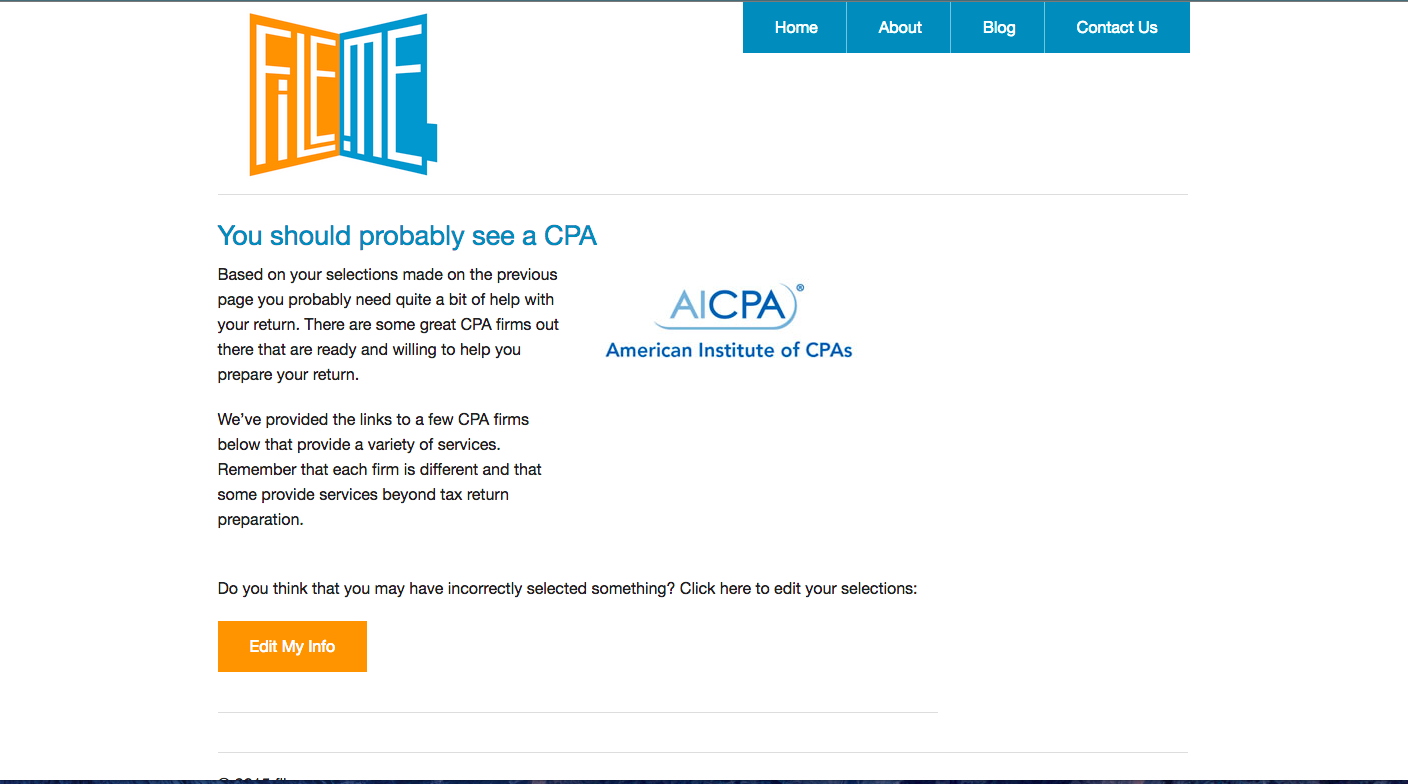 FiLE.ME
Home
About
Blog
Contact Us
You should probably see a CPA
Based on your selections made on the previous
page you probably need quite a bit of help with
your return. There are some great CPA firms out
there that are ready and willing to help you
prepare your return.
AICPA®
American Institute of CPAs
We’ve provided the links to a few CPA firms
below that provide a variety of services.
Remember that each firm is different and that
some provide services beyond tax return
preparation.
Do you think that you may have incorrectly selected something? Click here to edit your selections:
Edit My Info